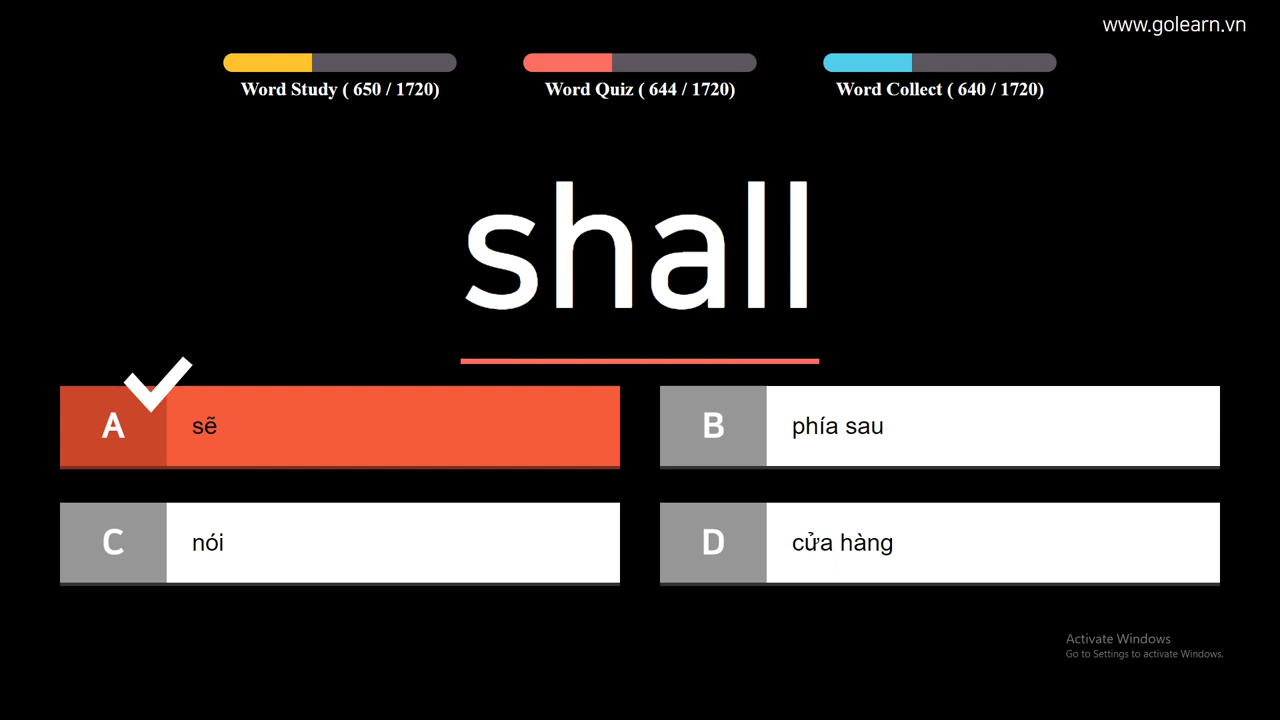 www.golearn.vn
Word Study ( 650 / 1720)
Word Quiz ( 644 / 1720)
Word Collect ( 640 / 1720)
shall
A sẽ
B phía sau
C nói
D cửa hàng
Activate Windows
Go to Settings to activate Windows.